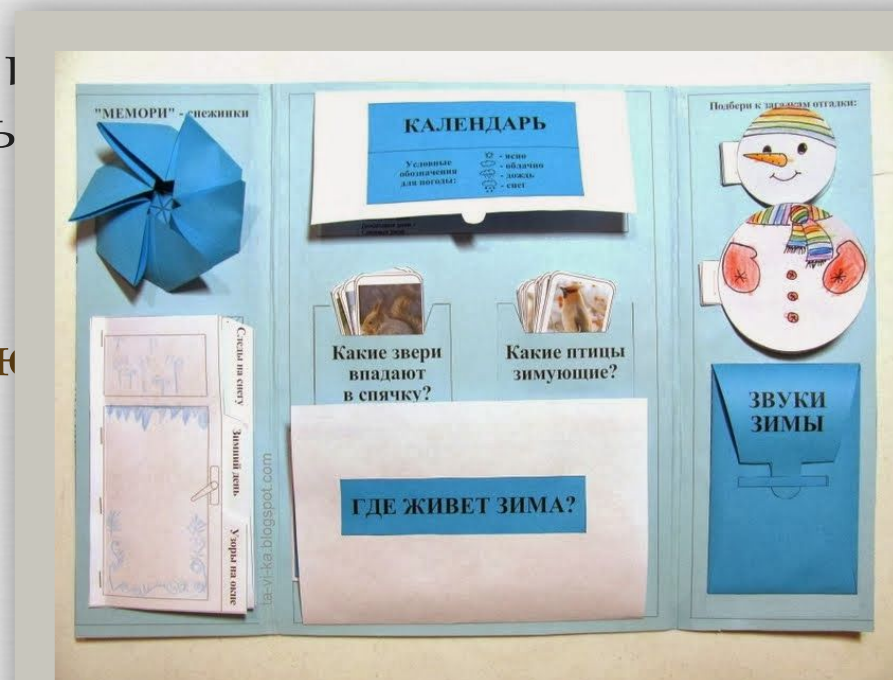 "МЕМОРИ" - снежинки
Следы на снегу
Зимний день
Узоры на окне
ta-vi-ka.blogspot.com
КАЛЕНДАРЬ
Условные
обозначения
для погоды:
- ясно
- облачно
- дождь
- снег
Какие звери
впадают
в спячку?
Какие птицы
зимующие?
ГДЕ ЖИВЕТ ЗИМА?
Подбери к загадкам отгадки:
ЗВУКИ
ЗИМЫ